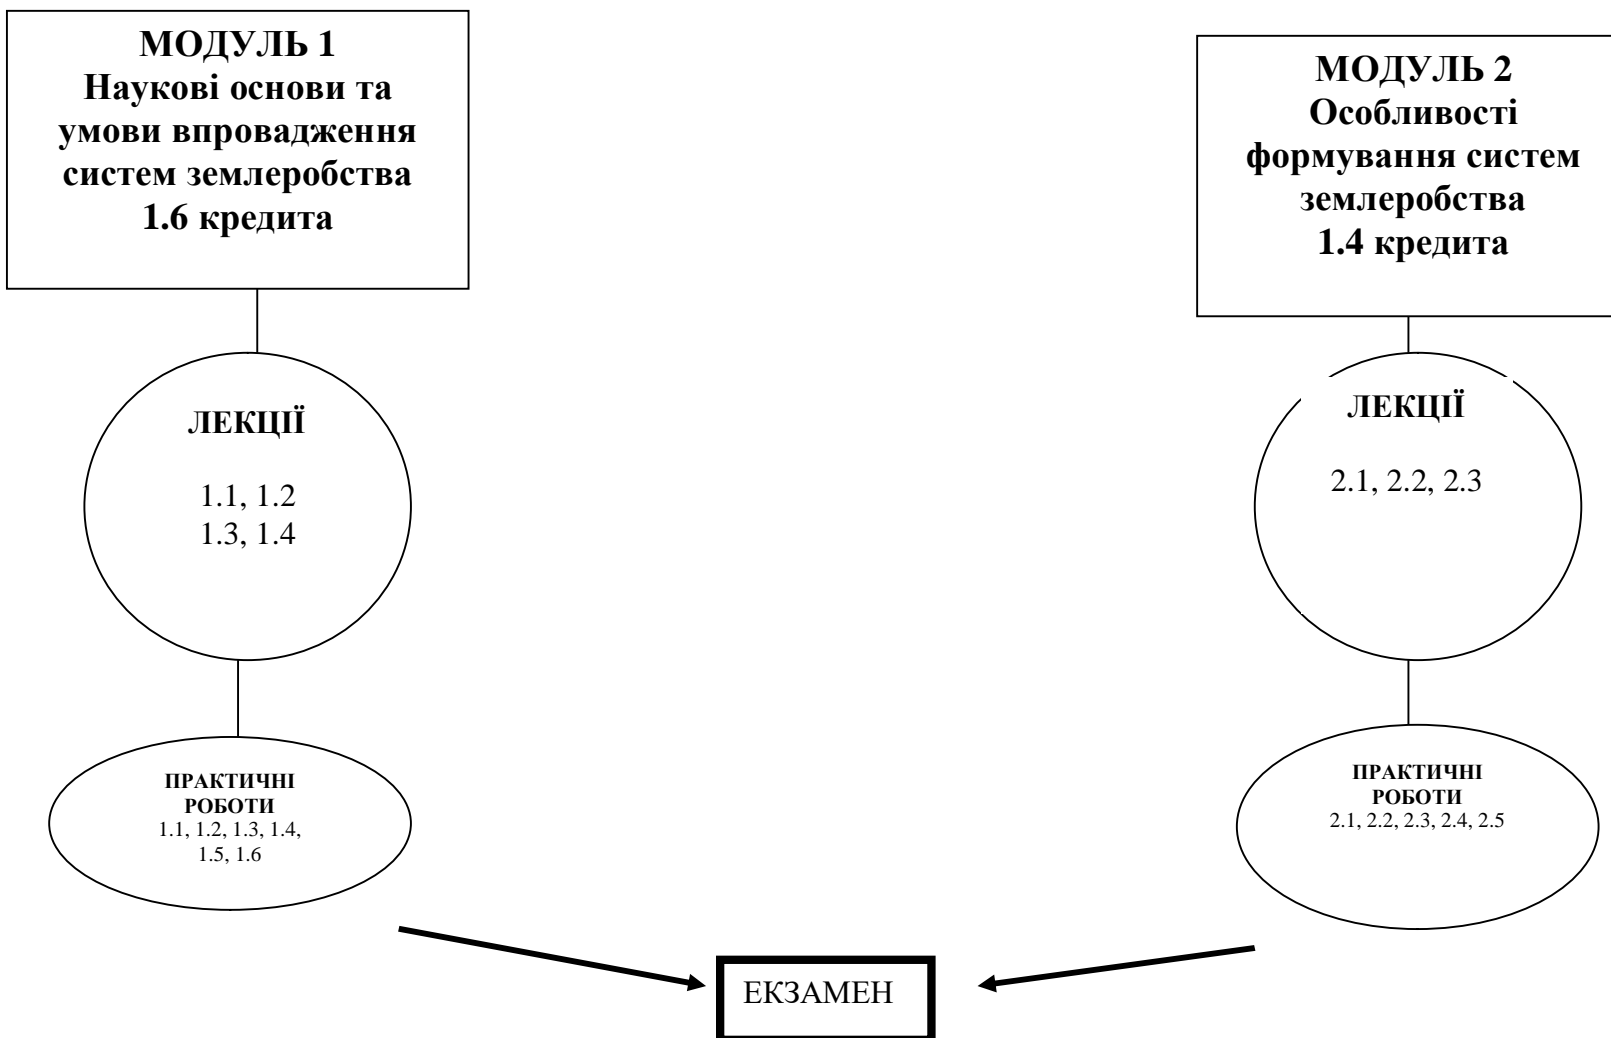 МОДУЛЬ 1
Наукові основи та
умови впровадження
систем землеробства
1.6 кредита
ЛЕКЦІЇ
1.1, 1.2
1.3, 1.4
ПРАКТИЧНІ
РОБОТИ
1.1, 1.2, 1.3, 1.4,
1.5, 1.6
МОДУЛЬ 2
Особливості
формування систем
землеробства
1.4 кредита
ЛЕКЦІЇ
2.1, 2.2, 2.3
ПРАКТИЧНІ
РОБОТИ
2.1, 2.2, 2.3, 2.4, 2.5
ЕКЗАМЕН